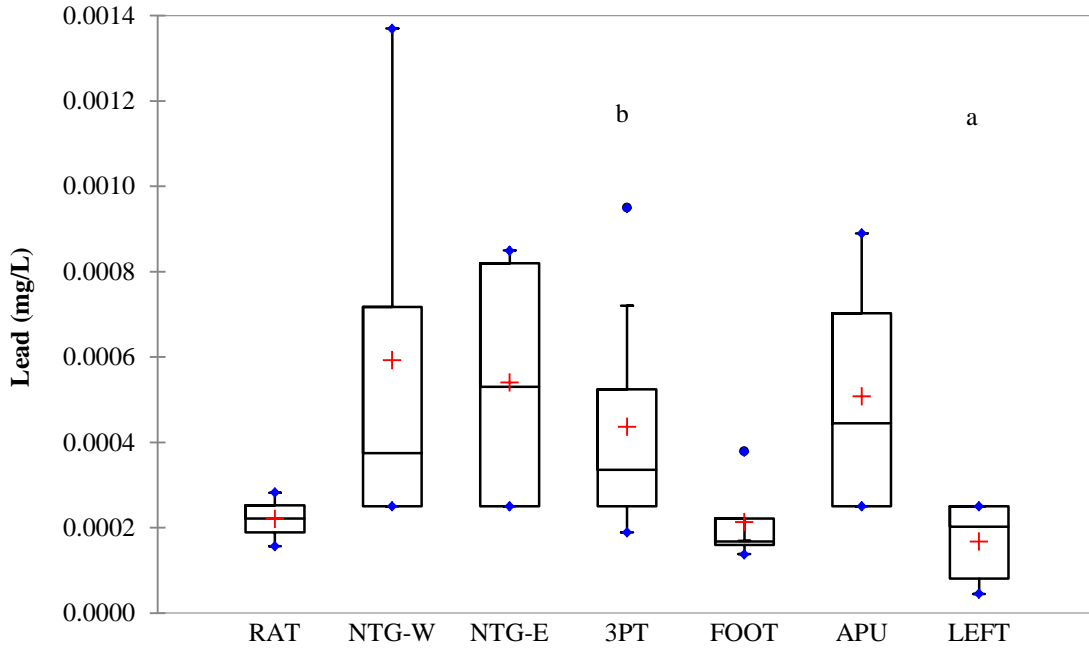 0.0014
0.0012
0.0010
0.0008
0.0006
0.0004
0.0002
0.0000
Lead (mg/L)
b
a
RAT NTG-W NTG-E 3PT FOOT APU LEFT